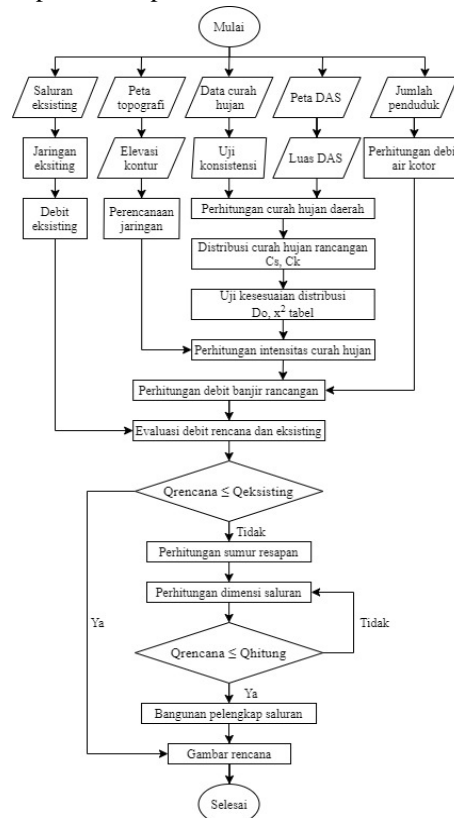 Mulai
Saluran
eksisting
Peta
topografi
Data curah
hujan
Peta DAS
Jumlah
penduduk
Jaringan
eksiting
Elevasi
kontur
Uji
konsistensi
Luas DAS
Perhitungan debit
air kotor
Debit
eksisting
Perencanaan
jaringan
Perhitungan curah hujan daerah
Distribusi curah hujan rancangan
Cs, Ck
Uji kesesuaian distribusi
Do, x² tabel
Perhitungan intensitas curah hujan
Perhitungan debit banjir rancangan
Evaluasi debit rencana dan eksisting
Qrencana ≤ Qeksisting
Tidak
Perhitungan sumur resapan
Perhitungan dimensi saluran
Ya
Tidak
Qrencana ≤ Qhitung
Ya
Bangunan pelengkap saluran
Gambar rencana
Selesai